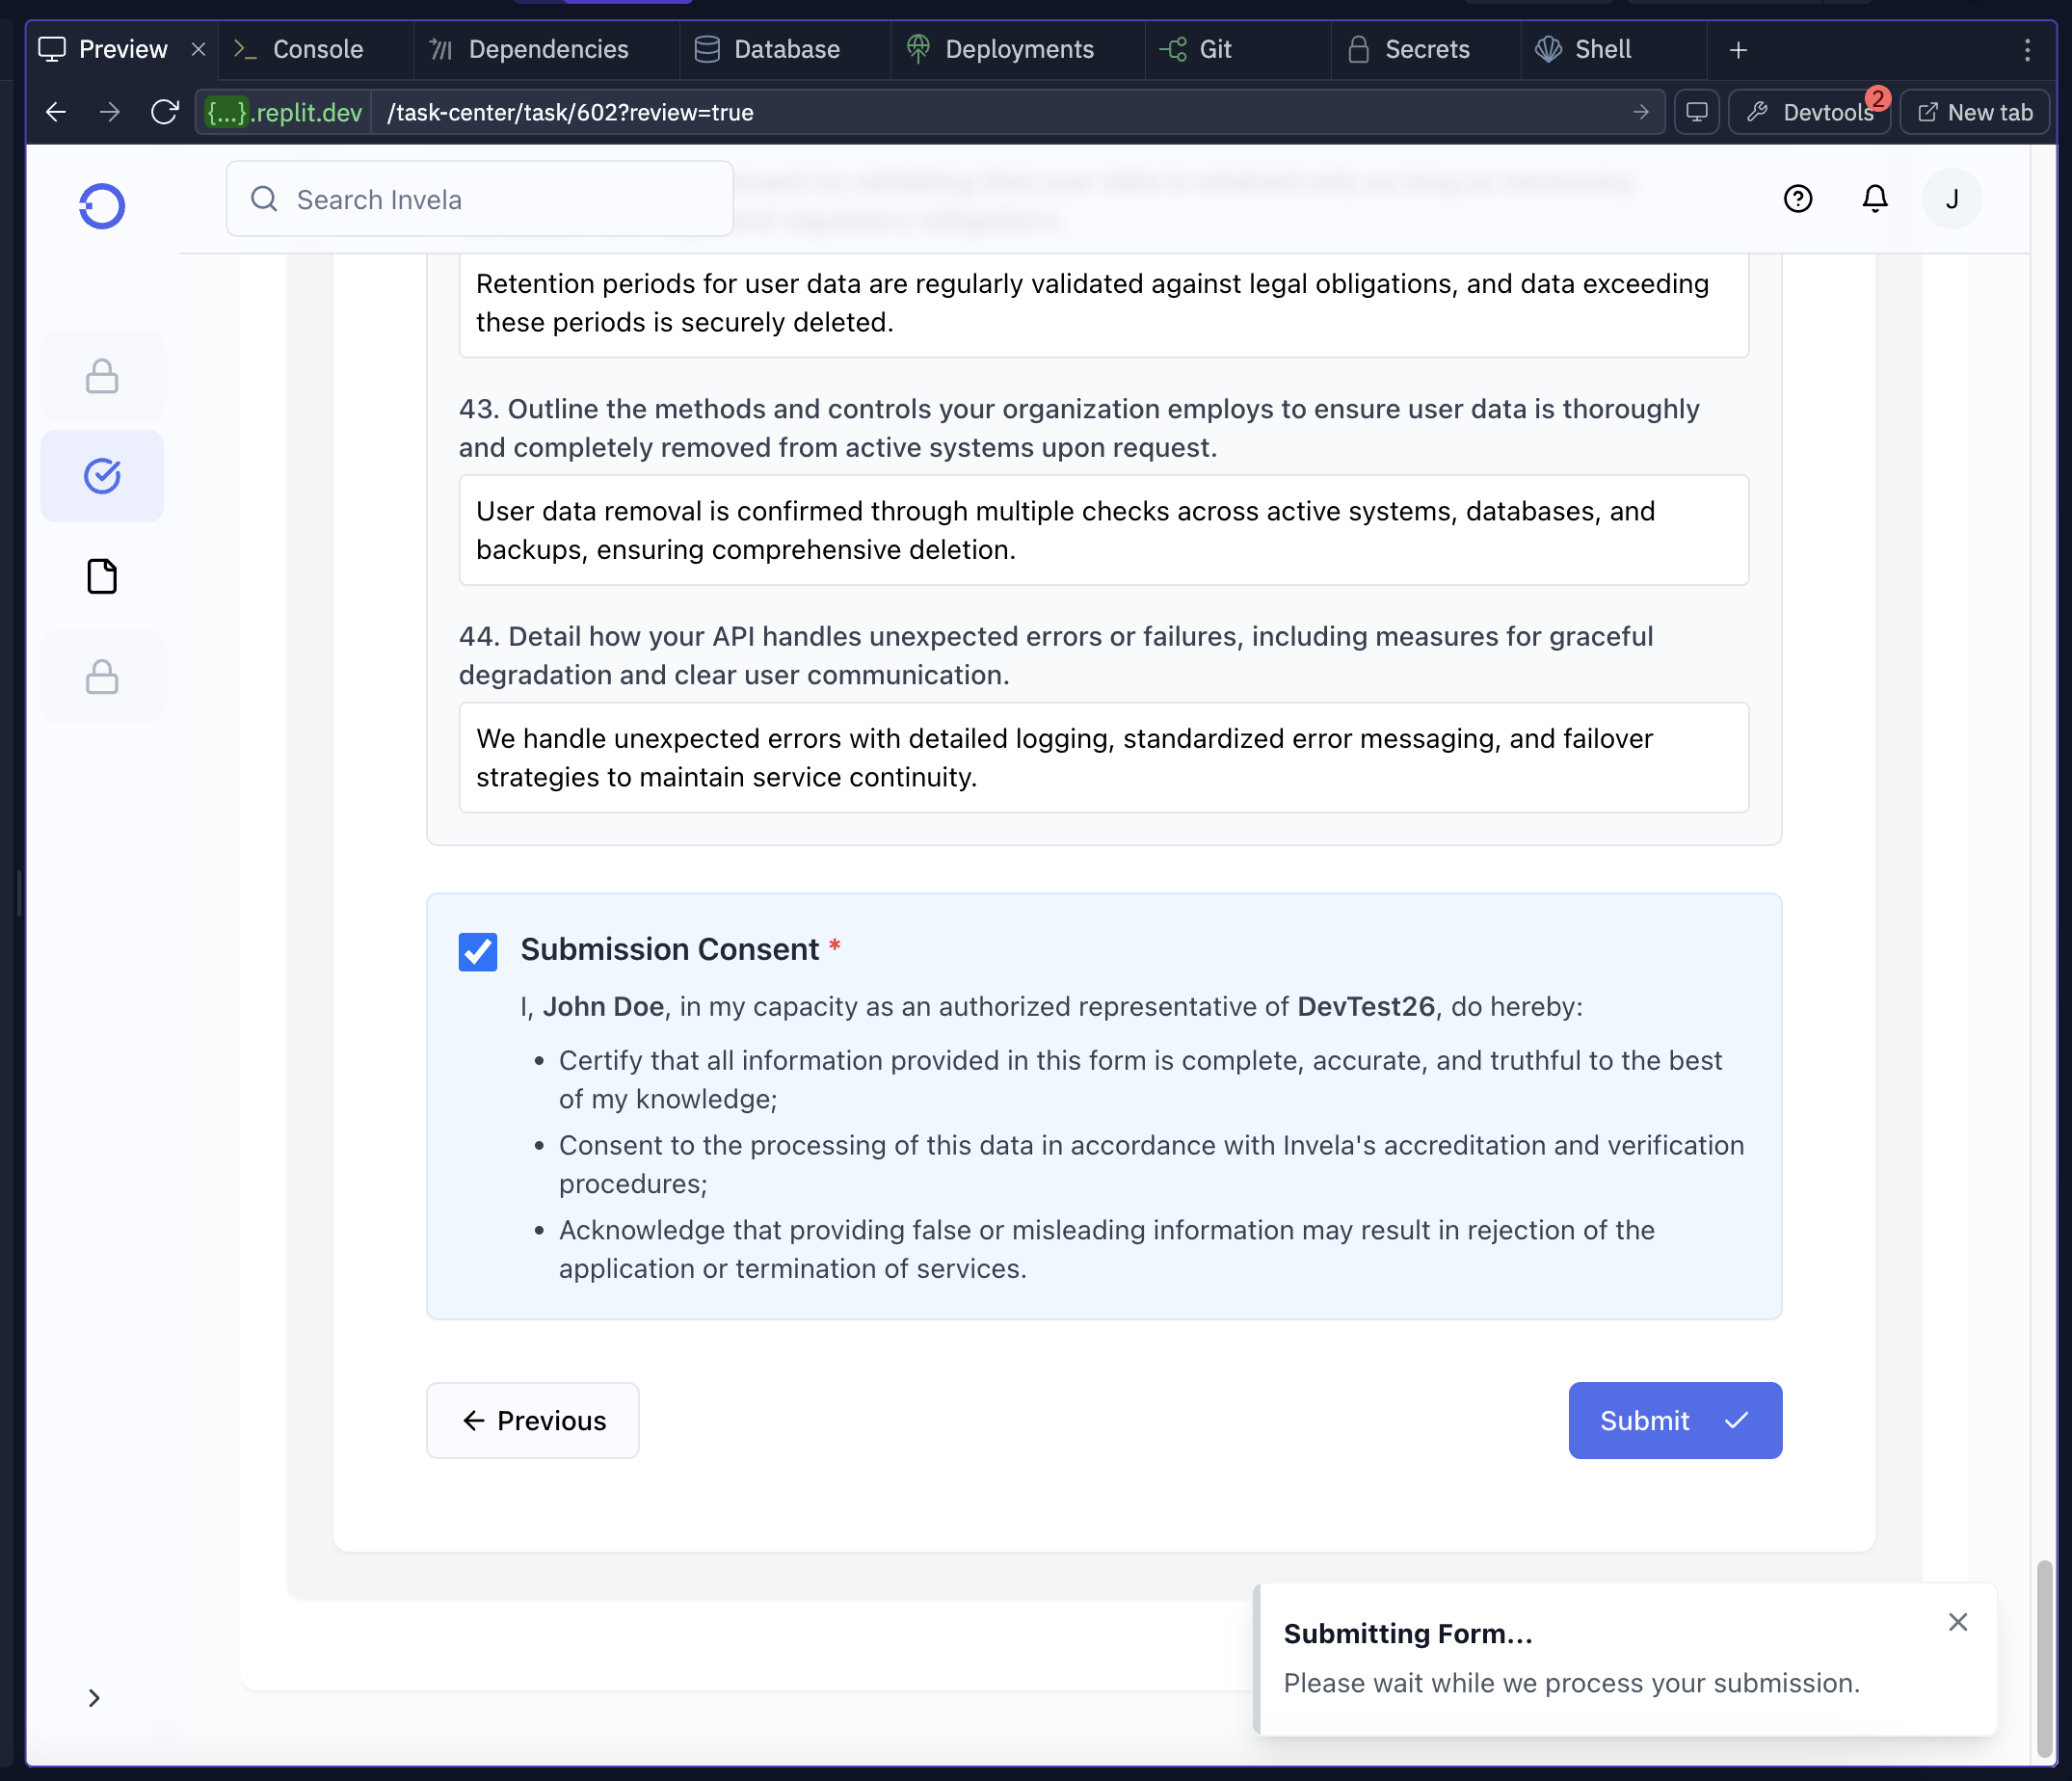 Preview
Console
Dependencies
Database
Deployments
Git
Secrets
Shell
{...}.replit.dev
/task-center/task/602?review=true
Devtools
2
New tab
Search Invela
J
Retention periods for user data are regularly validated against legal obligations, and data exceeding
these periods is securely deleted.
43. Outline the methods and controls your organization employs to ensure user data is thoroughly
and completely removed from active systems upon request.
User data removal is confirmed through multiple checks across active systems, databases, and
backups, ensuring comprehensive deletion.
44. Detail how your API handles unexpected errors or failures, including measures for graceful
degradation and clear user communication.
We handle unexpected errors with detailed logging, standardized error messaging, and failover
strategies to maintain service continuity.
Submission Consent *
I, John Doe, in my capacity as an authorized representative of DevTest26, do hereby:
• Certify that all information provided in this form is complete, accurate, and truthful to the best
of my knowledge;
• Consent to the processing of this data in accordance with Invela's accreditation and verification
procedures;
• Acknowledge that providing false or misleading information may result in rejection of the
application or termination of services.
Previous
Submit
Submitting Form...
Please wait while we process your submission.